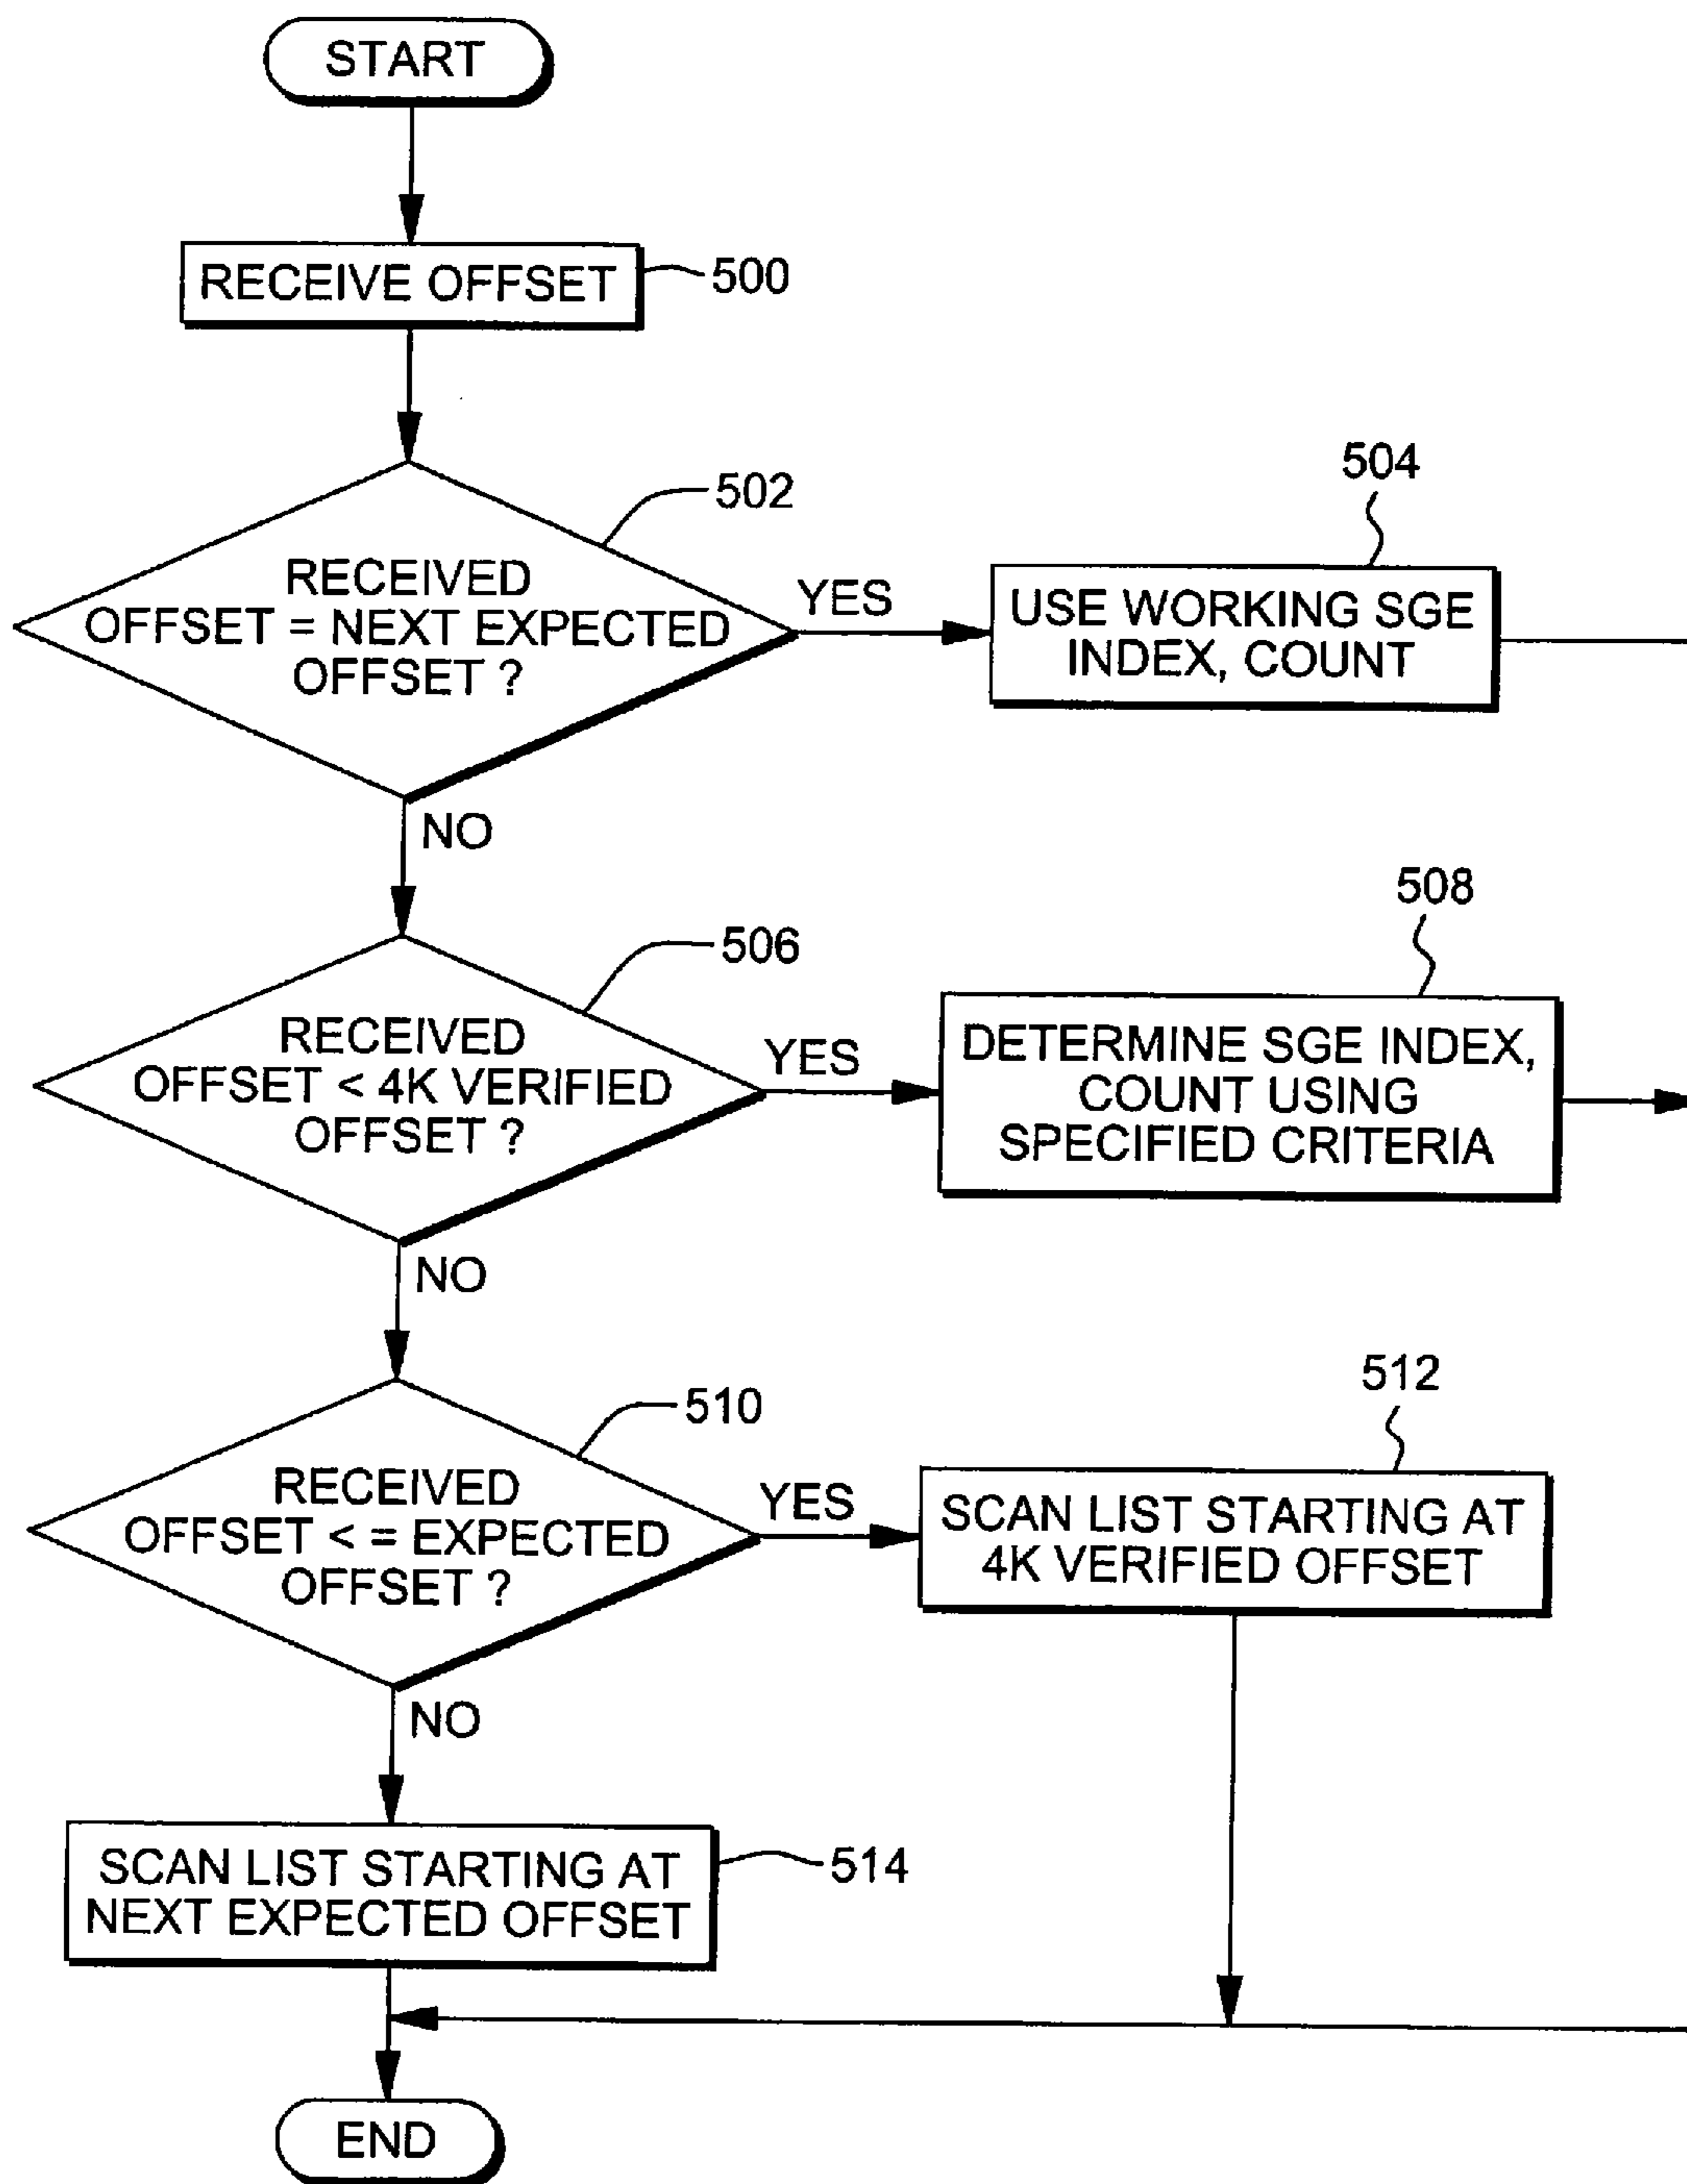 START
RECEIVE OFFSET
500
RECEIVED
OFFSET = NEXT EXPECTED
OFFSET ?
502
YES
504
USE WORKING SGE
INDEX, COUNT
NO
RECEIVED
OFFSET < 4K VERIFIED
OFFSET ?
506
YES
508
DETERMINE SGE INDEX,
COUNT USING
SPECIFIED CRITERIA
NO
RECEIVED
OFFSET < = EXPECTED
OFFSET ?
510
YES
512
SCAN LIST STARTING AT
4K VERIFIED OFFSET
NO
SCAN LIST STARTING AT
NEXT EXPECTED OFFSET
514
END